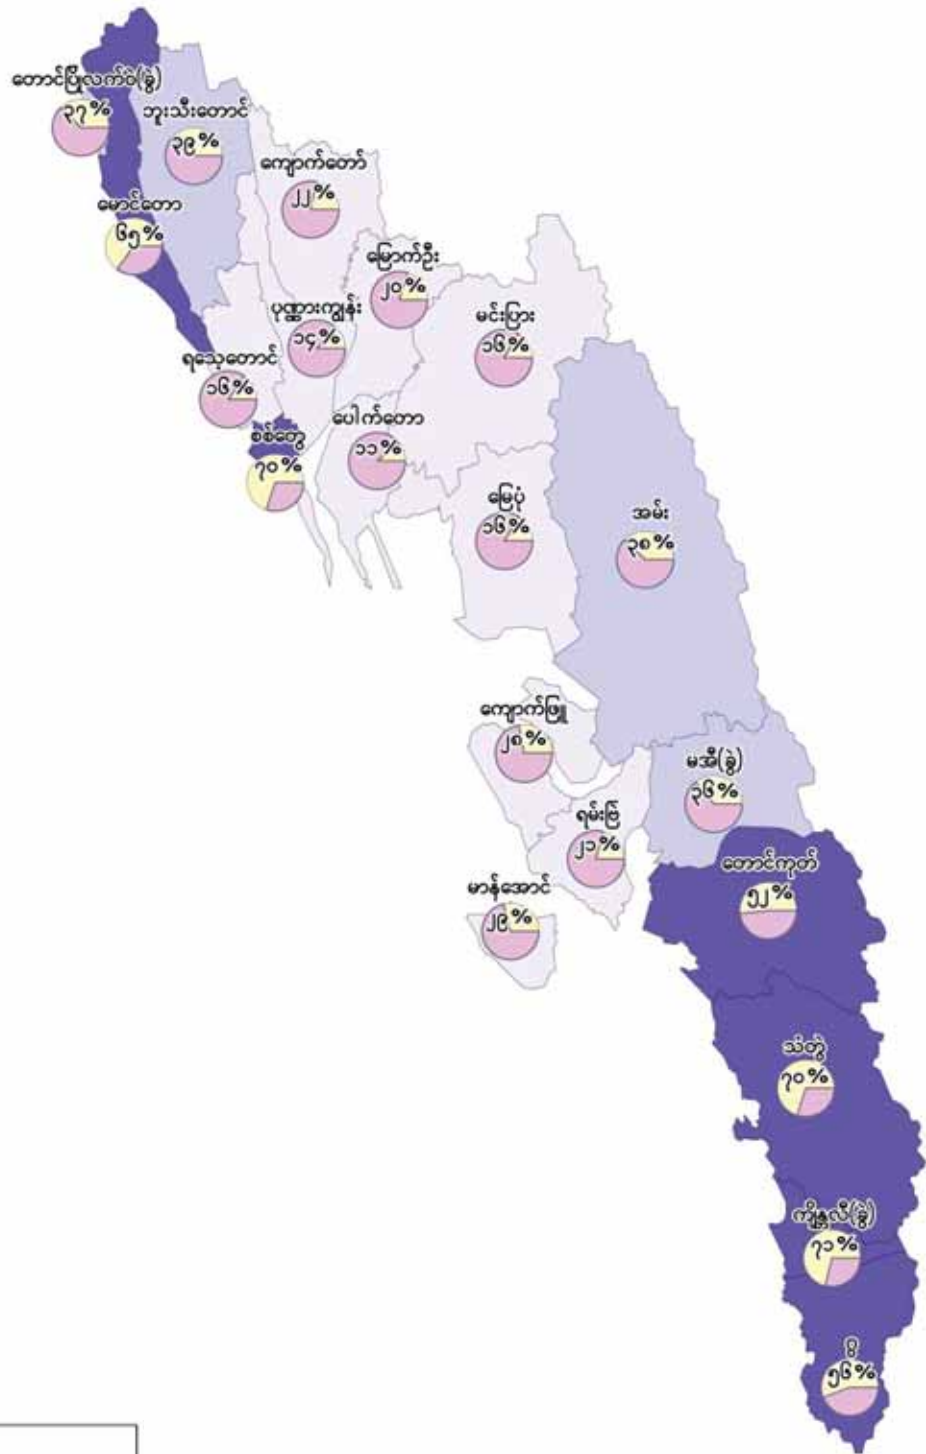 တောင်ပြိုလက်ဝဲ(ခွဲ)
၃၇%
ဘူးသီးတောင်
၃၉%
ကျောက်တော်
၂၂%
မောင်တော
၆၅%
မြောက်ဦး
၂၀%
ပုဏ္ဏားကျွန်း
၁၄%
မင်းပြား
၁၆%
ရသေ့တောင်
၁၆%
ပေါက်တော
၁၁%
စစ်တွေ
၇၀%
မြေပုံ
၁၆%
အမ်း
၃၈%
ကျောက်ဖြူ
၂၈%
မအီ(ခွဲ)
၃၆%
ရမ်းဗြဲ
၂၁%
တောင်ကုတ်
၅၂%
မာန်အောင်
၂၉%
သံတွဲ
၇၀%
ကျိန္တလီ(ခွဲ)
၇၁%
ဂွ
၅၆%